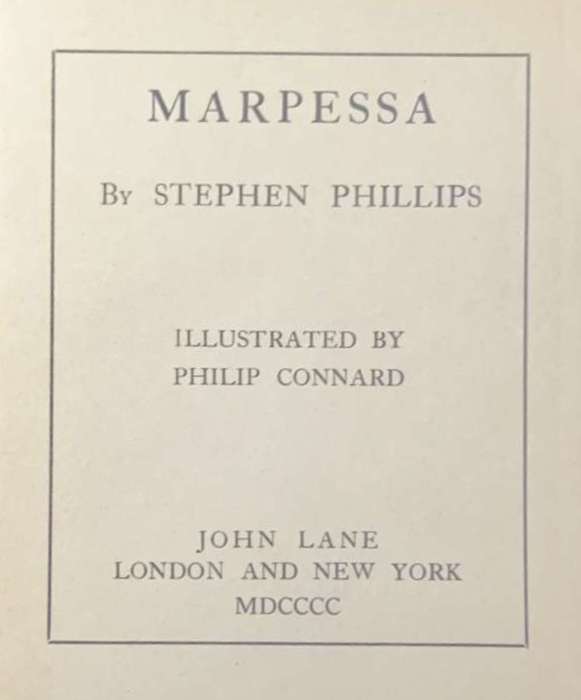 MARPESSA
By STEPHEN PHILLIPS
ILLUSTRATED BY
PHILIP CONNARD
JOHN LANE
LONDON AND NEW YORK
MDCCCC